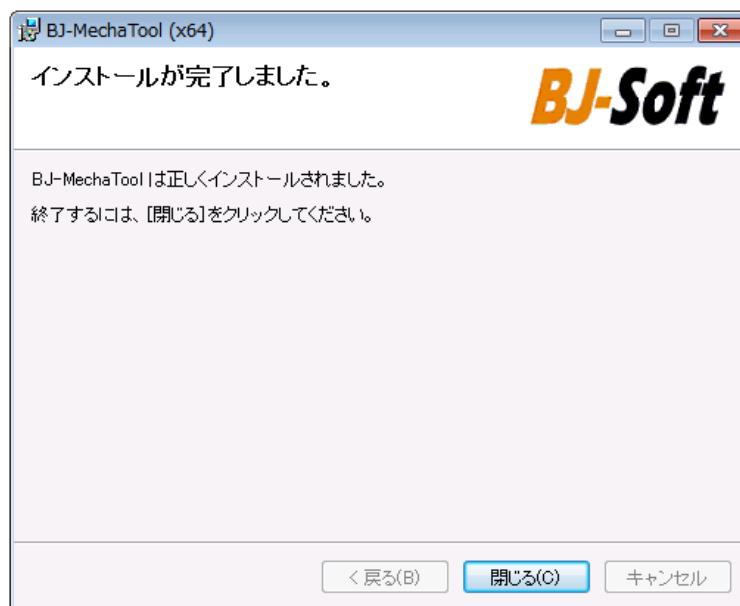 BJ-MechaTool (x64)
インストールが完了しました。
BJ-Soft
BJ-MechaTool は正しくインストールされました。
終了するには、[閉じる]をクリックしてください。
< 戻る(B)
閉じる(C)
キャンセル